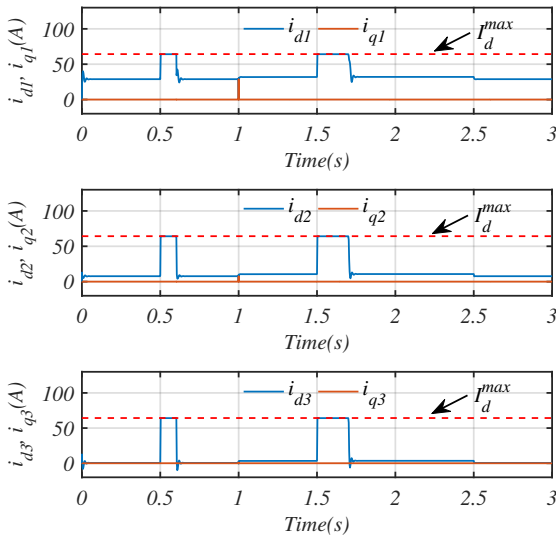 i_{d1}, i_{q1}(A)
100
50
0
i_{d1} i_{q1} I_d^{max}
0 0.5 1 1.5 2 2.5 3
Time(s)
i_{d2}, i_{q2}(A)
100
50
0
i_{d2} i_{q2} I_d^{max}
0 0.5 1 1.5 2 2.5 3
Time(s)
i_{d3}, i_{q3}(A)
100
50
0
i_{d3} i_{q3} I_d^{max}
0 0.5 1 1.5 2 2.5 3
Time(s)